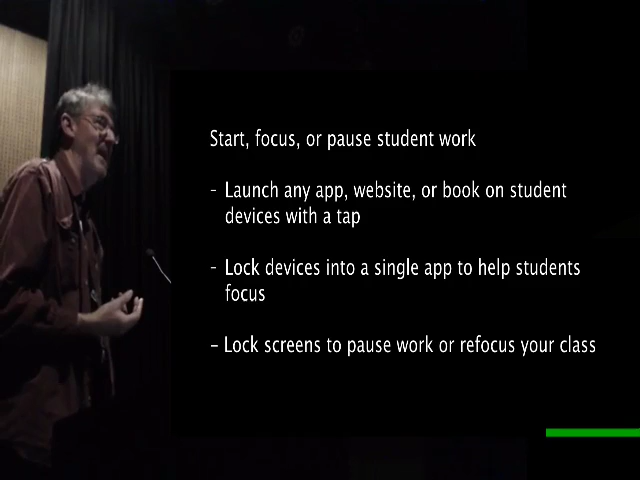 Start, focus, or pause student work
- Launch any app, website, or book on student
devices with a tap
- Lock devices into a single app to help students
focus
– Lock screens to pause work or refocus your class